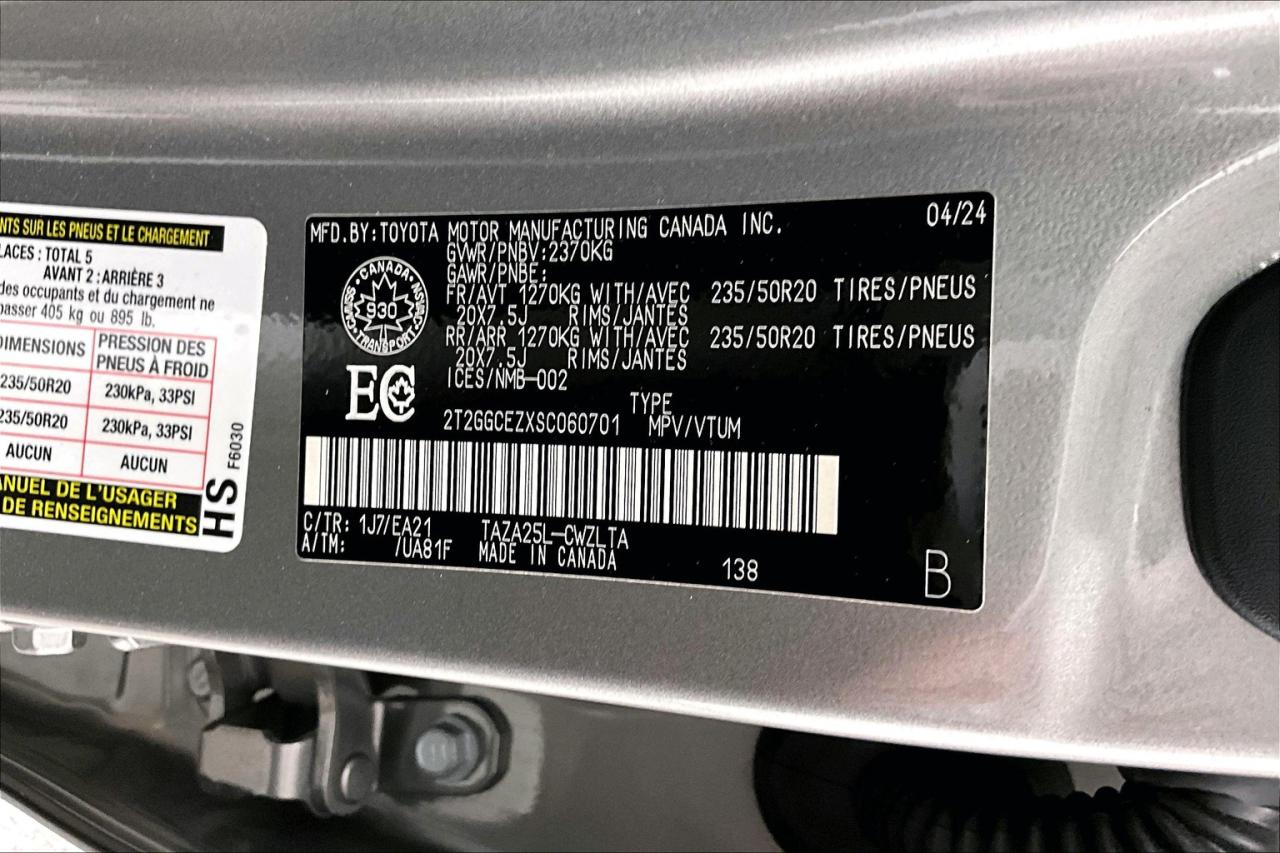 NTS SUR LES PNEUS ET LE CHARGEMENT
LACES : TOTAL 5
AVANT 2 : ARRIÈRE 3
des occupants et du chargement ne
passer 405 kg ou 895 lb.
DIMENSIONS PRESSION DES PNEUS À FROID
235/50R20 230kPa, 33PSI
235/50R20 230kPa, 33PSI
AUCUN AUCUN
ANUEL DE L'USAGER
DE RENSEIGNEMENTS
HS
F6030
MFD.BY:TOYOTA MOTOR MANUFACTURING CANADA INC. 04/24
GVWR/PNBV:2370KG
GAWR/PNBE:
FR/AVT 1270KG WITH/AVEC 235/50R20 TIRES/PNEUS
20X7.5J RIMS/JANTES
RR/ARR 1270KG WITH/AVEC 235/50R20 TIRES/PNEUS
20X7.5J RIMS/JANTES
ICES/NMB-002
CANADA
930
TRANSPORT
CMVSS
NSVAC
EC
TYPE
2T2GGCEZXSC060701 MPV/VTUM
C/TR: 1J7/EA21 TAZA25L-CWZLTA
A/TM: /UA81F MADE IN CANADA 138
B